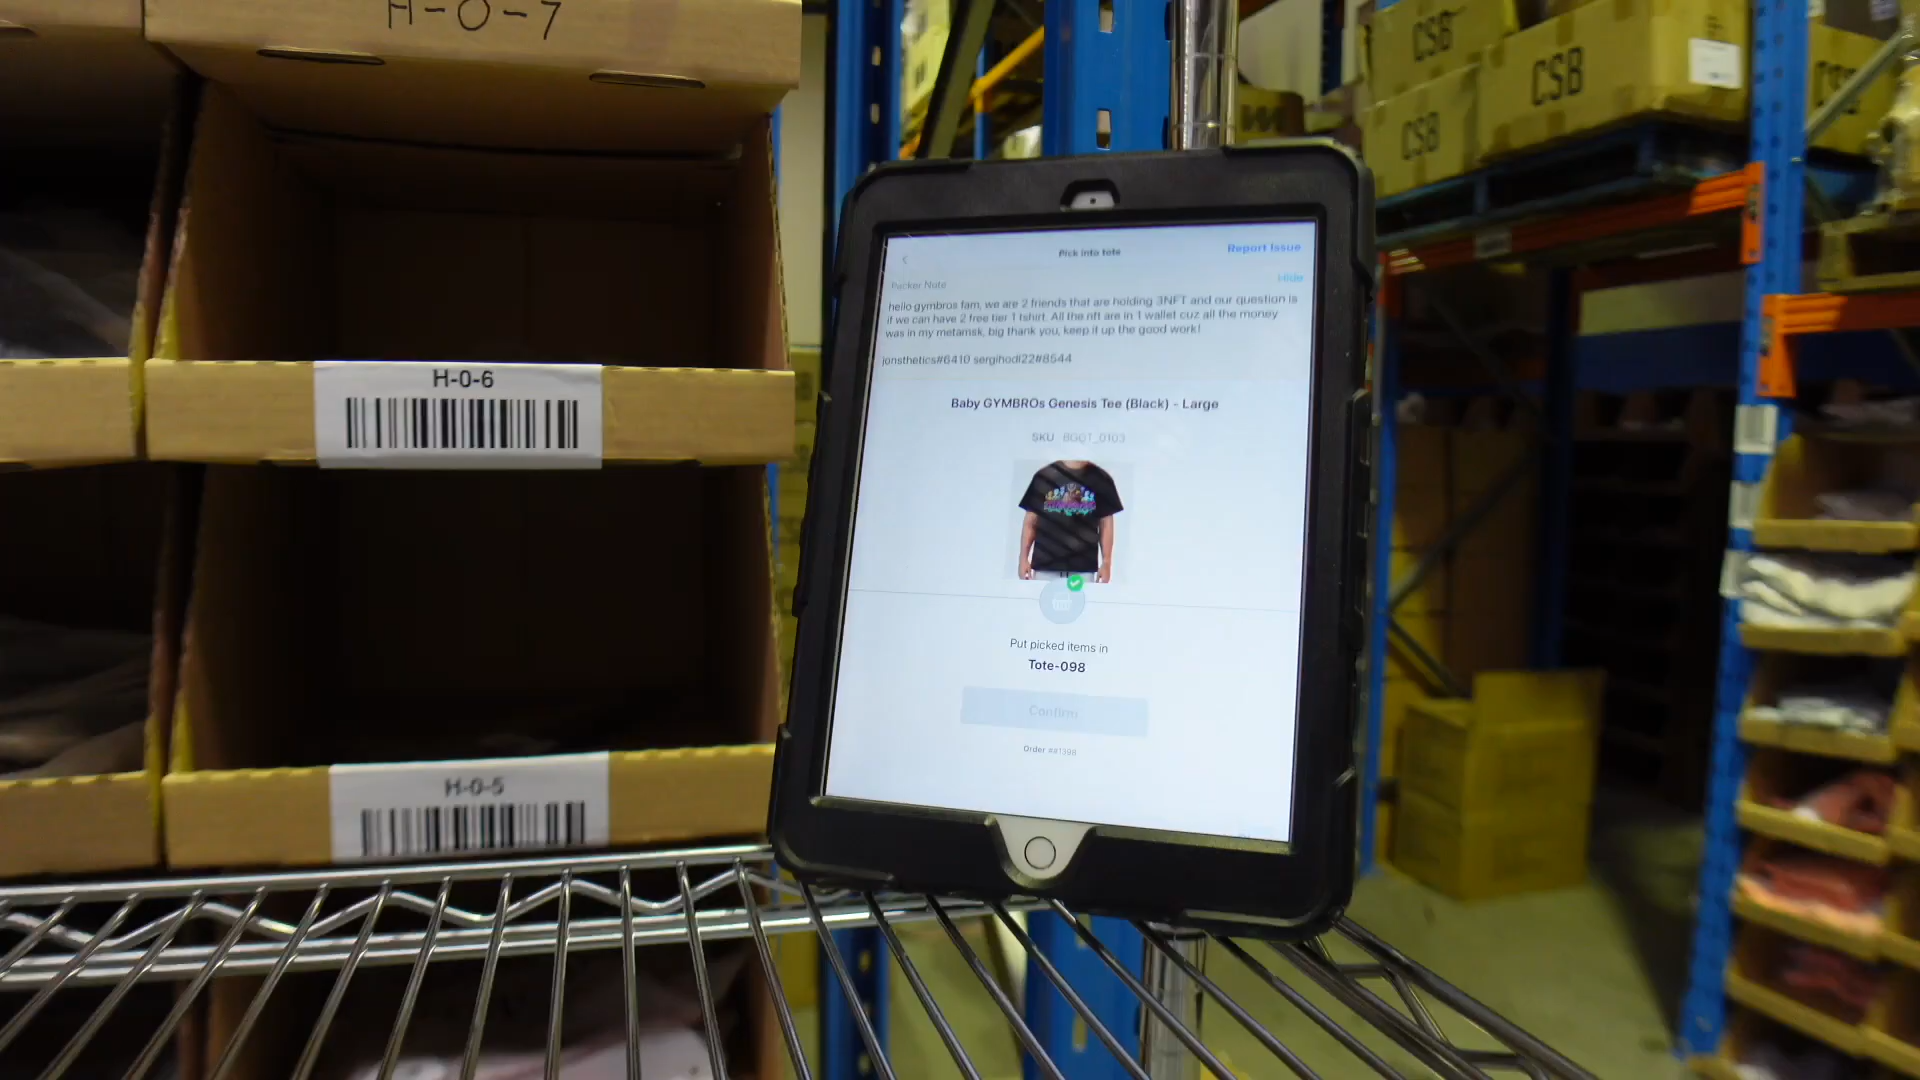 H-0-7
H-0-6
H-0-5
CSB
CSB
CSB
Pick into tote
Report Issue
Packer Note
Hide
hello gymbros fam, we are 2 friends that are holding 3NFT and our question is
if we can have 2 free tier 1 tshirt. All the nft are in 1 wallet cuz all the money
was in my metamsk, big thank you, keep it up the good work!
jonsthetics#6410 sergihodl22#8544
Baby GYMBROs Genesis Tee (Black) - Large
SKU
Put picked items in
Tote-098
Confirm
Order ##1398